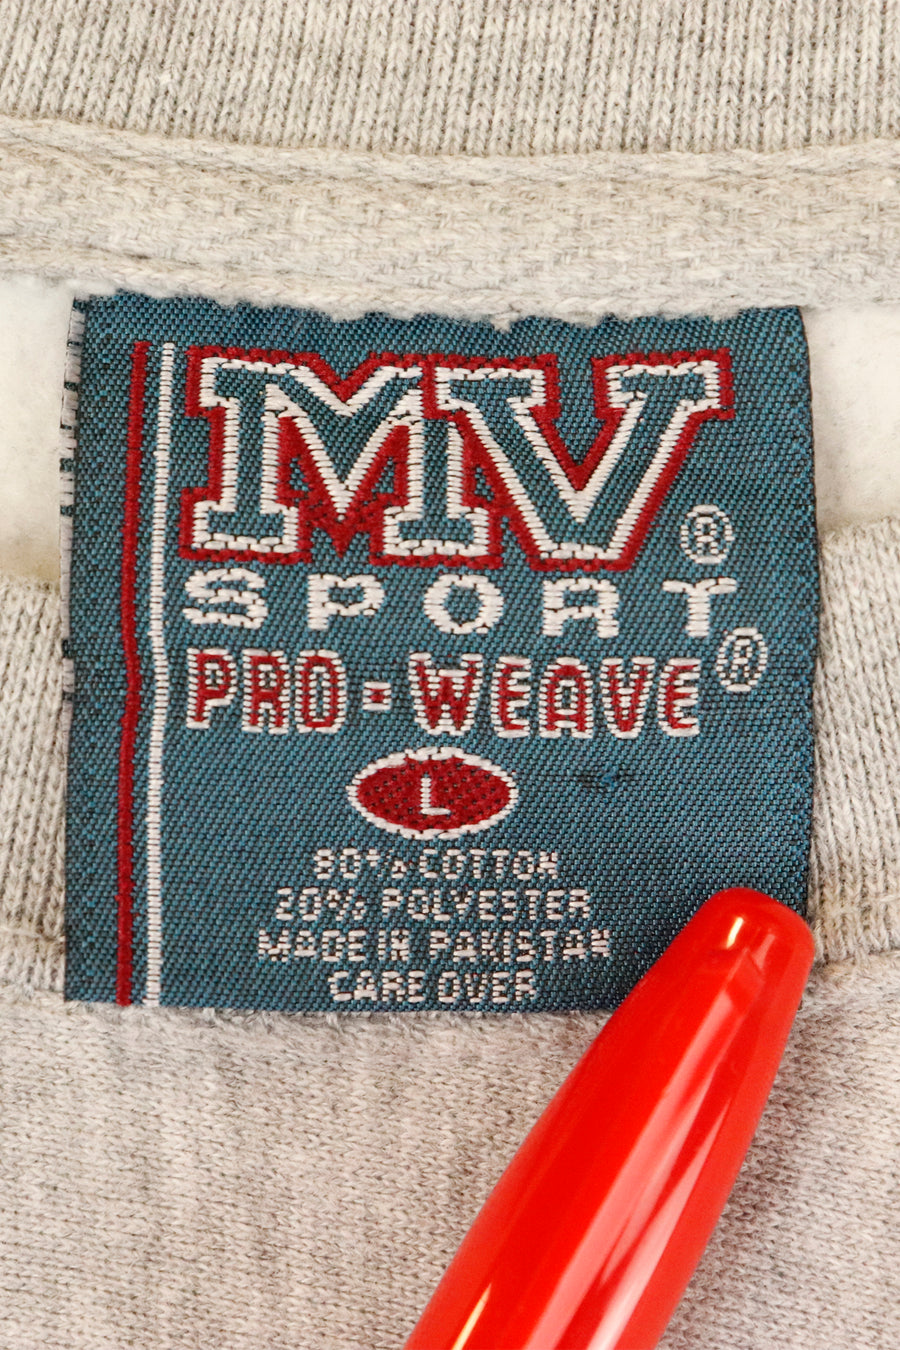 MV®
SPORT
PRO-WEAVE®
L
80% COTTON
20% POLYESTER
MADE IN PAKISTAN
CARE OVER